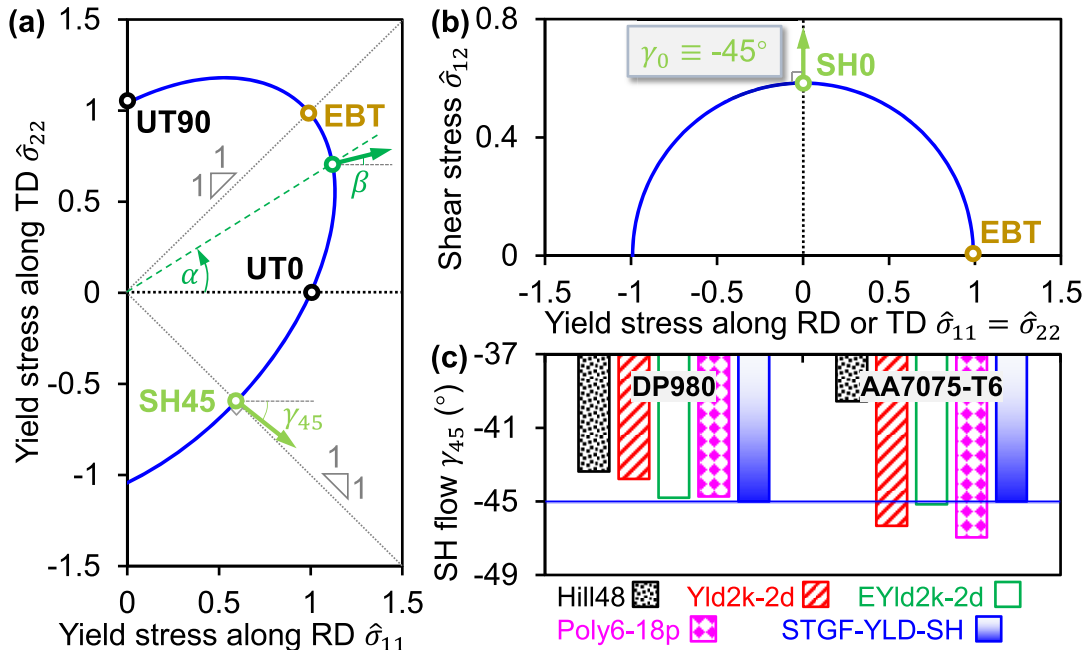 (a)
Yield stress along TD σ̂22
1.5
1
0.5
0
-0.5
-1
-1.5
UT90
EBT
1
1
β
α
UT0
SH45
γ45
1
1
0
0.5
1
1.5
Yield stress along RD σ̂11
(b)
Shear stress σ̂12
0.8
0.4
0
γ0 ≡ -45°
SH0
EBT
-1.5
-1
-0.5
0
0.5
1
1.5
Yield stress along RD or TD σ̂11 = σ̂22
(c)
SH flow γ45 (°)
-37
-41
-45
-49
DP980
AA7075-T6
Hill48
Yld2k-2d
EYld2k-2d
Poly6-18p
STGF-YLD-SH